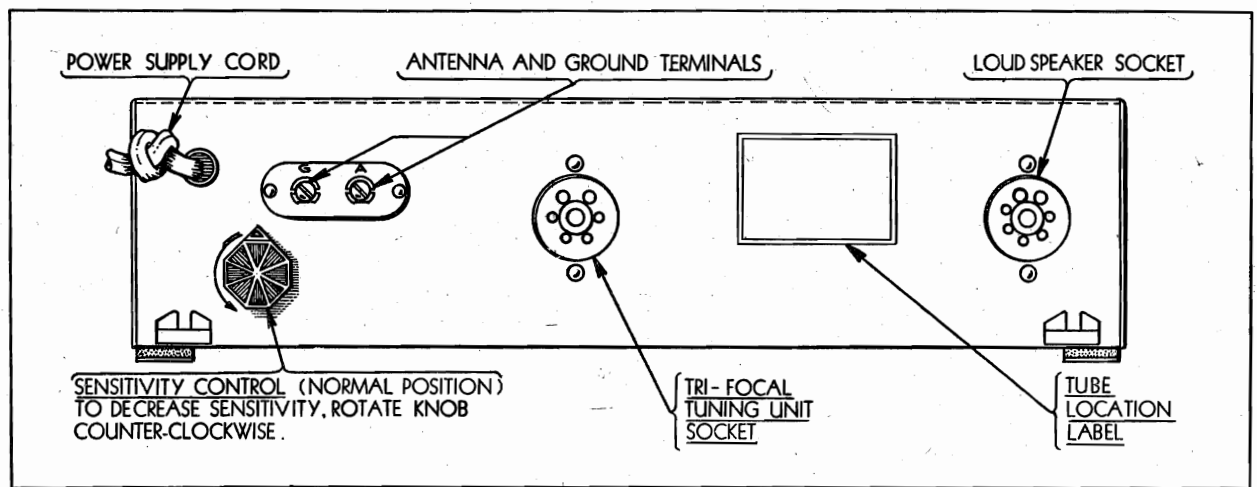 POWER SUPPLY CORD
ANTENNA AND GROUND TERMINALS
LOUD SPEAKER SOCKET
G A
SENSITIVITY CONTROL (NORMAL POSITION)
TO DECREASE SENSITIVITY, ROTATE KNOB
COUNTER-CLOCKWISE.
TRI-FOCAL
TUNING UNIT
SOCKET
TUBE
LOCATION
LABEL